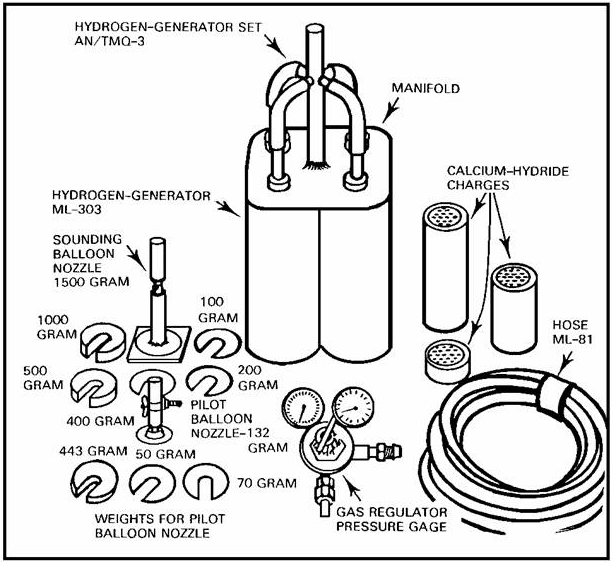 HYDROGEN-GENERATOR SET
AN/TMQ-3
MANIFOLD
CALCIUM-HYDRIDE
CHARGES
HYDROGEN-GENERATOR
ML-303
SOUNDING
BALLOON
NOZZLE
1500 GRAM
1000
GRAM
100
GRAM
HOSE
ML-81
500
GRAM
200
GRAM
400 GRAM
PILOT
BALLOON
NOZZLE-132
GRAM
443 GRAM
50 GRAM
70 GRAM
GAS REGULATOR
PRESSURE GAGE
WEIGHTS FOR PILOT
BALLOON NOZZLE